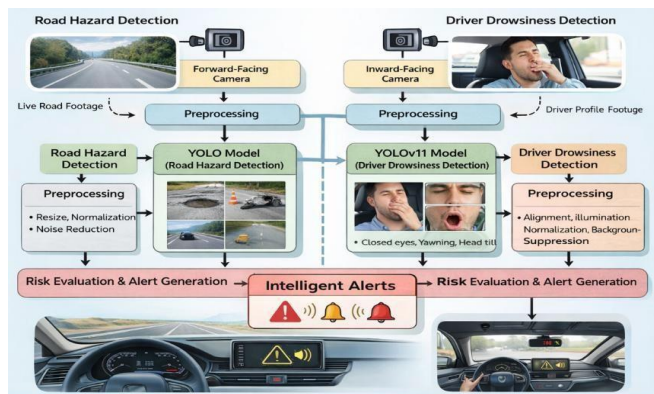 Road Hazard Detection
Driver Drowsiness Detection
Forward-Facing
Camera
Inward-Facing
Camera
Live Road Footage
Preprocessing
Preprocessing
Driver Profile Footuge
Road Hazard
Detection
YOLO Model
(Road Hazard Detection)
YOLOv11 Model
(Driver Drowsiness Detection)
Driver Drowsiness
Detection
Preprocessing
• Resize, Normalization
• Noise Reduction
• Closed eyes, Yawning, Head till
Preprocessing
• Alignment, illumination
Normalization, Backgroun-
Suppression
Risk Evaluation & Alert Generation
Intelligent Alerts
Risk Evaluation & Alert Generation